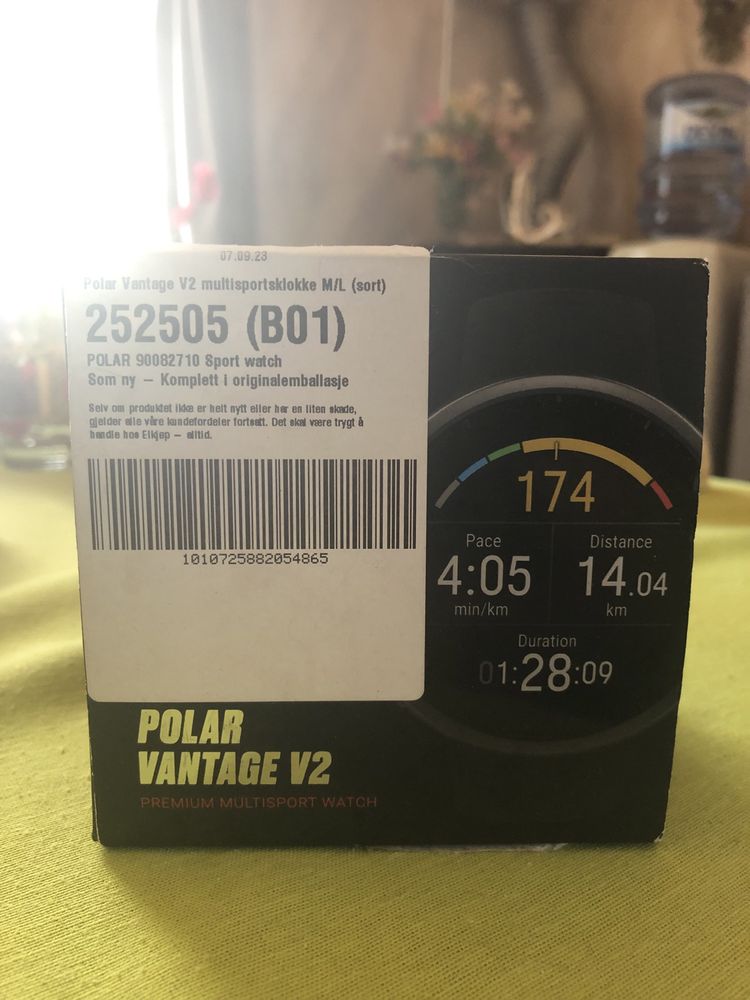 07.09.23
Polar Vantage V2 multisportsklokke M/L (sort)
252505 (B01)
POLAR 90082710 Sport watch
Som ny – Komplett i originalemballasje
Selv om produktet ikke er helt nytt eller har en liten skade,
gjelder alle våre kundefordeler fortsatt. Det skal være trygt å
handle hos Elkjøp – alltid.
1010725882054865
174
Pace
Distance
4:05
14.04
min/km
km
Duration
01:28:09
POLAR
VANTAGE V2
PREMIUM MULTISPORT WATCH